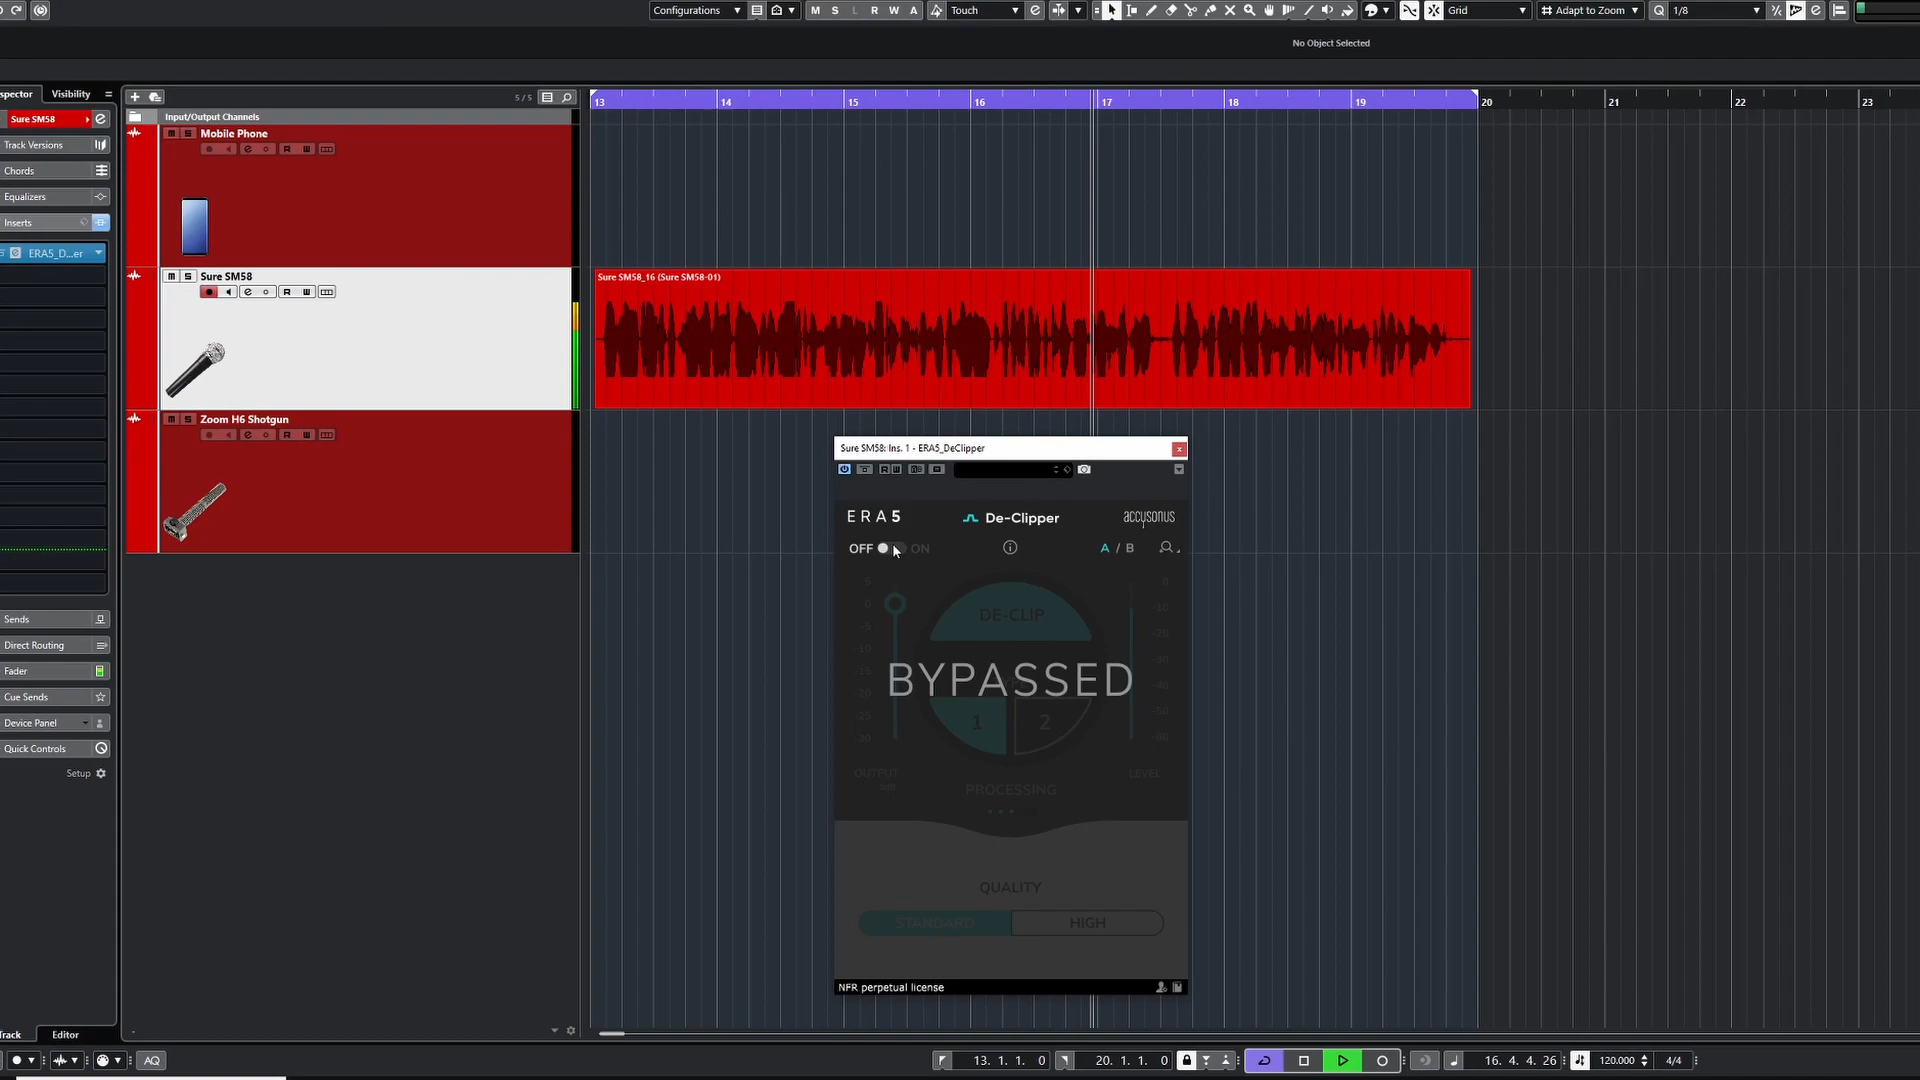 Configurations
M S L R W A
Touch
Grid
Adapt to Zoom
1/8
No Object Selected
spector
Visibility
5 / 5
13 14 15 16 17 18 19 20 21 22 23
Sure SM58
Input/Output Channels
Track Versions
Mobile Phone
Chords
Equalizers
Inserts
ERA5_D...er
Sure SM58
Sure SM58_16 (Sure SM58-01)
Zoom H6 Shotgun
Sure SM58: Ins. 1 - ERA5_DeClipper
ERA5
De-Clipper
accusonus
OFF
ON
A / B
DE-CLIP
BYPASSED
1
2
OUTPUT
LEVEL
PROCESSING
QUALITY
STANDARD
HIGH
NFR perpetual license
Sends
Direct Routing
Fader
Cue Sends
Device Panel
Quick Controls
Setup
Track
Editor
AQ
13. 1. 1. 0
20. 1. 1. 0
16. 4. 4. 26
120.000
4/4